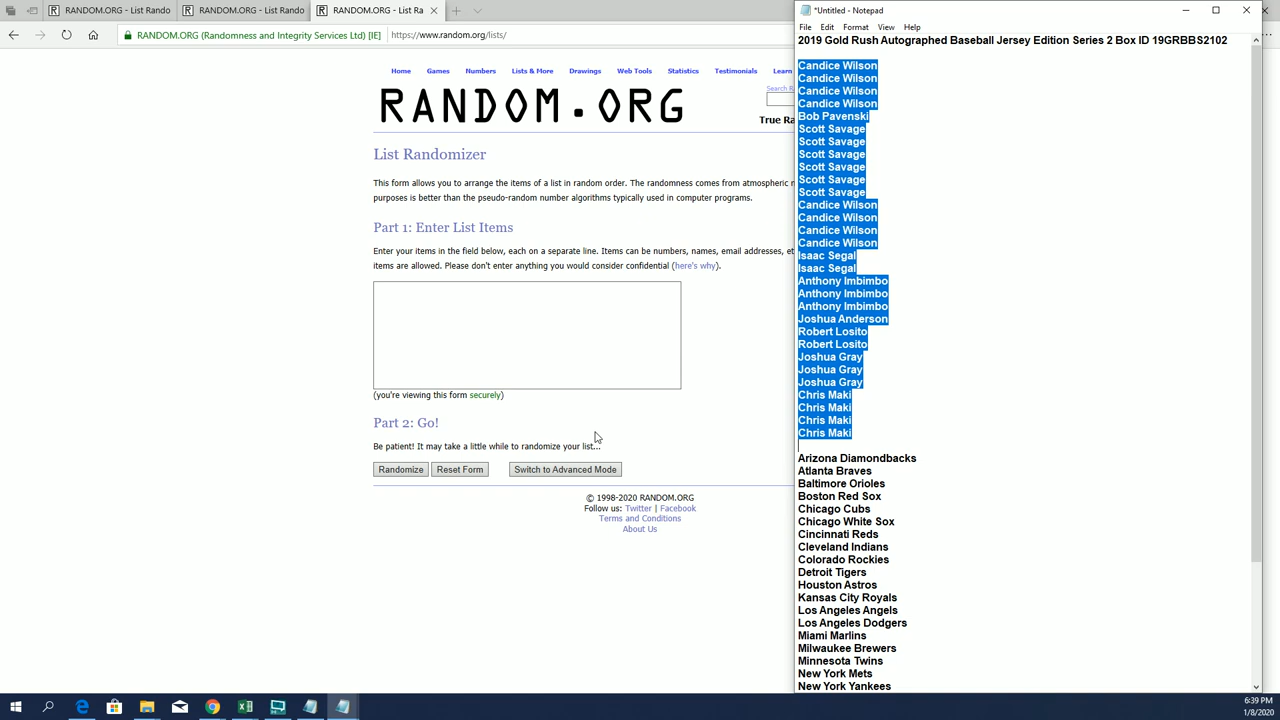 RANDOM.ORG - List Rando
RANDOM.ORG - List Rando
RANDOM.ORG - List Ra
RANDOM.ORG (Randomness and Integrity Services Ltd) [IE]
https://www.random.org/lists/
Home Games Numbers Lists & More Drawings Web Tools Statistics Testimonials Learn
Search R
RANDOM.ORG
True Ra
List Randomizer
This form allows you to arrange the items of a list in random order. The randomness comes from atmospheric
purposes is better than the pseudo-random number algorithms typically used in computer programs.
Part 1: Enter List Items
Enter your items in the field below, each on a separate line. Items can be numbers, names, email addresses, et
items are allowed. Please don't enter anything you would consider confidential (here's why).
(you're viewing this form securely)
Part 2: Go!
Be patient! It may take a little while to randomize your list...
Randomize Reset Form Switch to Advanced Mode
© 1998-2020 RANDOM.ORG
Follow us: Twitter | Facebook
Terms and Conditions
About Us
*Untitled - Notepad
File Edit Format View Help
2019 Gold Rush Autographed Baseball Jersey Edition Series 2 Box ID 19GRBBS2102
Candice Wilson
Candice Wilson
Candice Wilson
Candice Wilson
Bob Pavenski
Scott Savage
Scott Savage
Scott Savage
Scott Savage
Scott Savage
Scott Savage
Candice Wilson
Candice Wilson
Candice Wilson
Candice Wilson
Isaac Segal
Isaac Segal
Anthony Imbimbo
Anthony Imbimbo
Anthony Imbimbo
Joshua Anderson
Robert Losito
Robert Losito
Joshua Gray
Joshua Gray
Joshua Gray
Chris Maki
Chris Maki
Chris Maki
Chris Maki
Arizona Diamondbacks
Atlanta Braves
Baltimore Orioles
Boston Red Sox
Chicago Cubs
Chicago White Sox
Cincinnati Reds
Cleveland Indians
Colorado Rockies
Detroit Tigers
Houston Astros
Kansas City Royals
Los Angeles Angels
Los Angeles Dodgers
Miami Marlins
Milwaukee Brewers
Minnesota Twins
New York Mets
New York Yankees
6:39 PM
1/8/2020